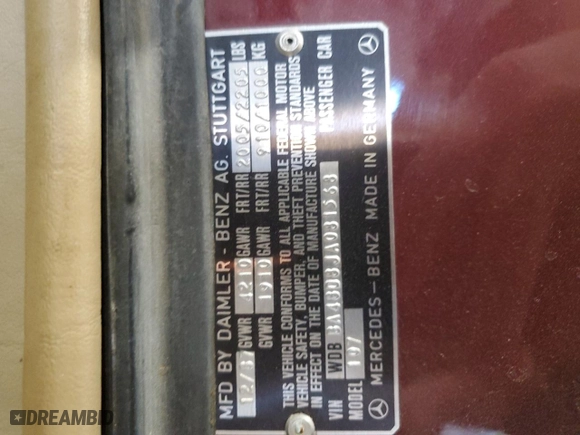 MFD BY DAIMLER - BENZ AG. STUTTGART
12/87 GVWR 4210 GAWR FRT/RR 2005/2205 LBS
GVWR 1910 GAWR FRT/RR 910/1000 KG
THIS VEHICLE CONFORMS TO ALL APPLICABLE FEDERAL MOTOR
VEHICLE SAFETY, BUMPER, AND THEFT PREVENTION STANDARDS
IN EFFECT ON THE DATE OF MANUFACTURE SHOWN ABOVE
VIN WDB BA48D3JA081568 PASSENGER CAR
MODEL 107
MERCEDES-BENZ MADE IN GERMANY
DREAMBID